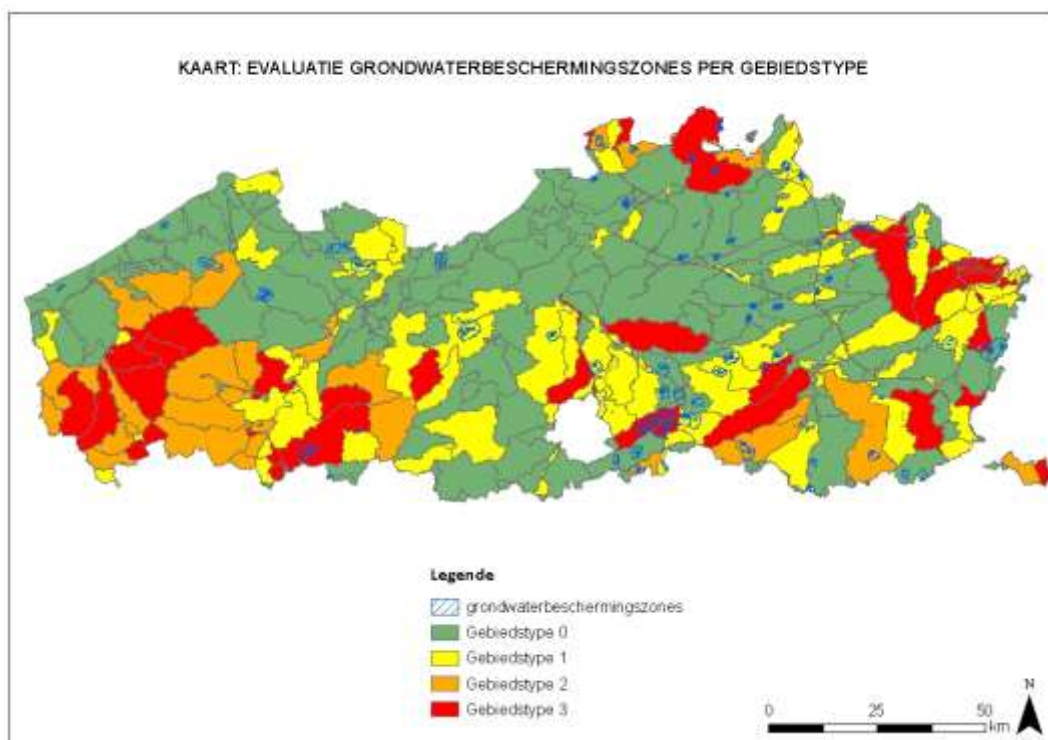 KAART: EVALUATIE GRONDWATERBESCHERMINGSZONES PER GEBIEDSTYPE
Legende
grondwaterbeschermingszones
Gebiedstype 0
Gebiedstype 1
Gebiedstype 2
Gebiedstype 3
N
0 25 50
km